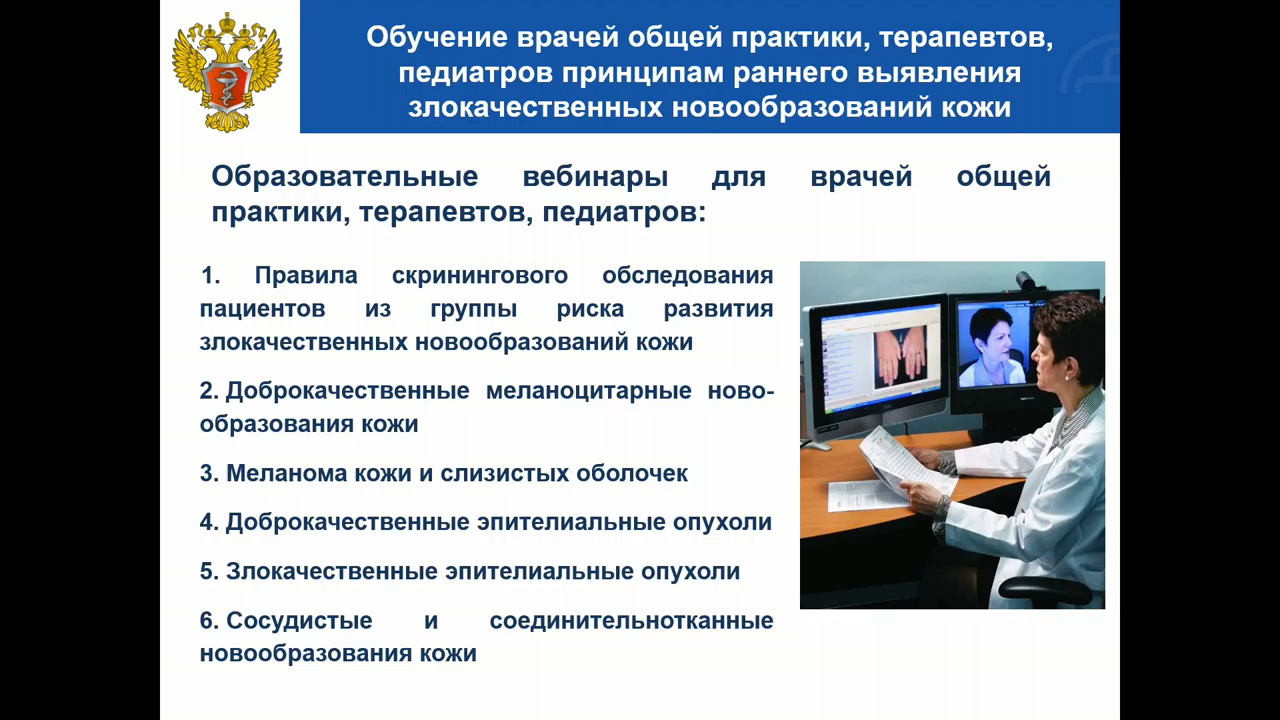 Обучение врачей общей практики, терапевтов,
педиатров принципам раннего выявления
злокачественных новообразований кожи
Образовательные вебинары для врачей общей
практики, терапевтов, педиатров:
1. Правила скринингового обследования
пациентов из группы риска развития
злокачественных новообразований кожи
2. Доброкачественные меланоцитарные ново-
образования кожи
3. Меланома кожи и слизистых оболочек
4. Доброкачественные эпителиальные опухоли
5. Злокачественные эпителиальные опухоли
6. Сосудистые и соединительнотканные
новообразования кожи